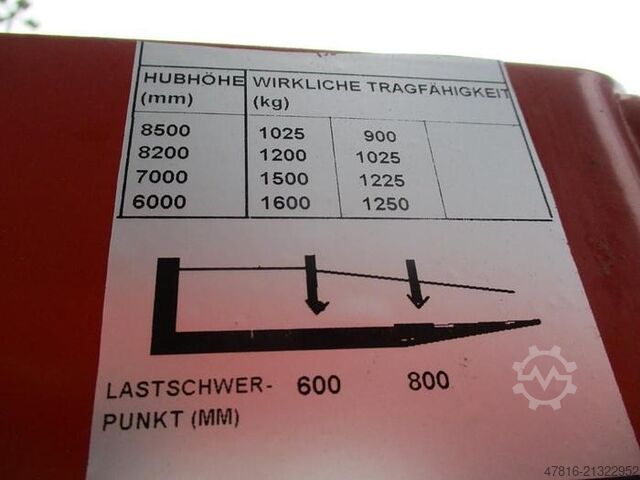 HUBHÖHE WIRKLICHE TRAGFÄHIGKEIT
(mm) (kg)
8500 1025 900
8200 1200 1025
7000 1500 1225
6000 1600 1250
LASTSCHWER- 600 800
PUNKT (MM)
47816-21322952